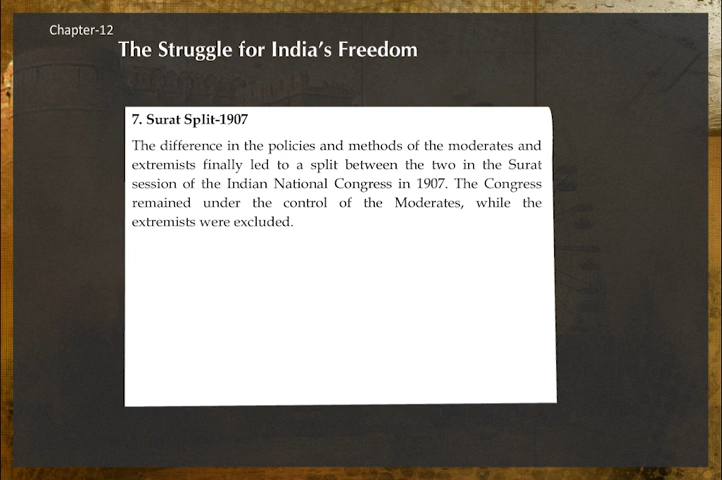 Chapter-12
The Struggle for India's Freedom
7. Surat Split-1907
The difference in the policies and methods of the moderates and
extremists finally led to a split between the two in the Surat
session of the Indian National Congress in 1907. The Congress
remained under the control of the Moderates, while the
extremists were excluded.